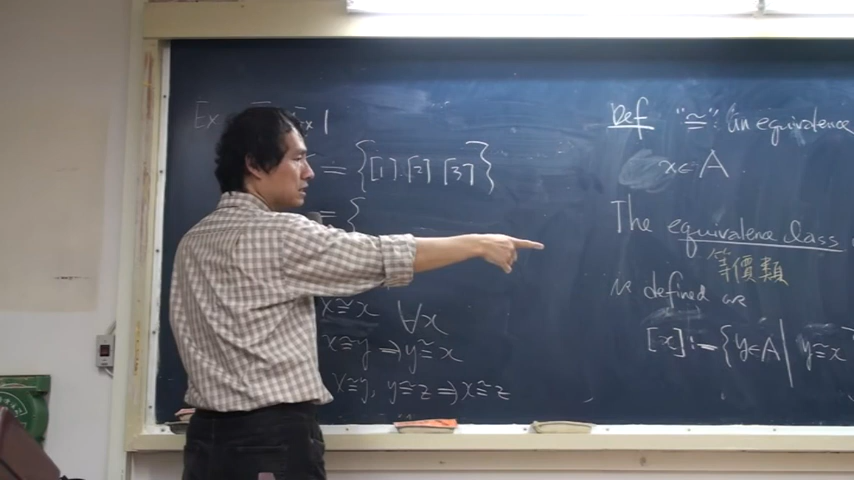 Ex
Ex 1
= {[1] [2] [3]}
= {
x≅x ∀x
x≅y ⇒ y≅x
x≅y, y≅z ⇒ x≅z
Def "≅": an equivalence
x∈A
The equivalence class
等價類
is defined as
[x] := {y∈A | y≅x